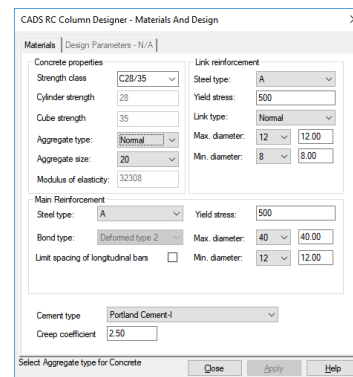 CADS RC Column Designer - Materials And Design
Materials Design Parameters - N/A
Concrete properties
Strength class C28/35
Cylinder strength 28
Cube strength 35
Aggregate type: Normal
Aggregate size: 20
Modulus of elasticity: 32308
Link reinforcement
Steel type: A
Yield stress: 500
Link type: Normal
Max. diameter: 12 12.00
Min. diameter: 8 8.00
Main Reinforcement
Steel type: A Yield stress: 500
Bond type: Deformed type 2 Max. diameter: 40 40.00
Limit spacing of longitudinal bars Min. diameter: 12 12.00
Cement type Portland Cement-I
Creep coefficient 2.50
Select Aggregate type for Concrete
Close Apply Help